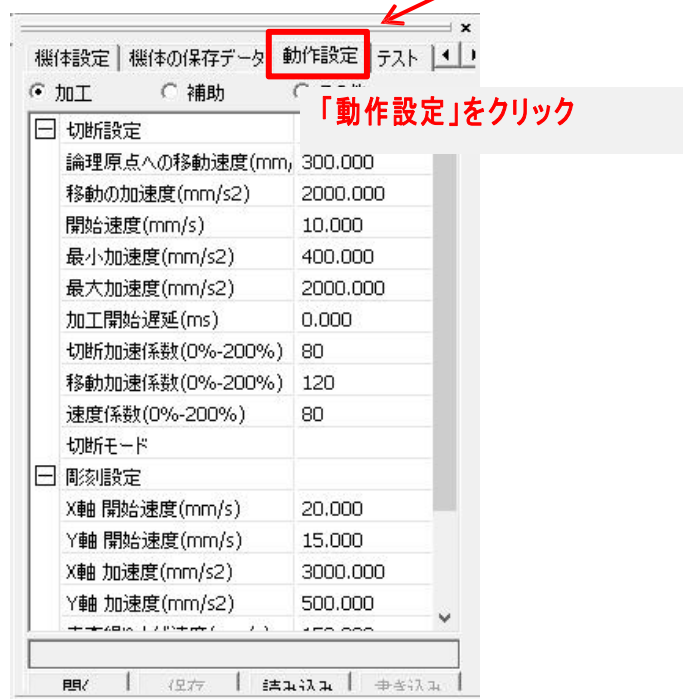 機体設定 機体の保存データ 動作設定 テスト
加工 補助
「動作設定」をクリック
切断設定
論理原点への移動速度(mm, 300.000
移動の加速度(mm/s2) 2000.000
開始速度(mm/s) 10.000
最小加速度(mm/s2) 400.000
最大加速度(mm/s2) 2000.000
加工開始遅延(ms) 0.000
切断加速係数(0%-200%) 80
移動加速係数(0%-200%) 120
速度係数(0%-200%) 80
切断モード
彫刻設定
X軸 開始速度(mm/s) 20.000
Y軸 開始速度(mm/s) 15.000
X軸 加速度(mm/s2) 3000.000
Y軸 加速度(mm/s2) 500.000
開く 保存 読み込み 書き込み